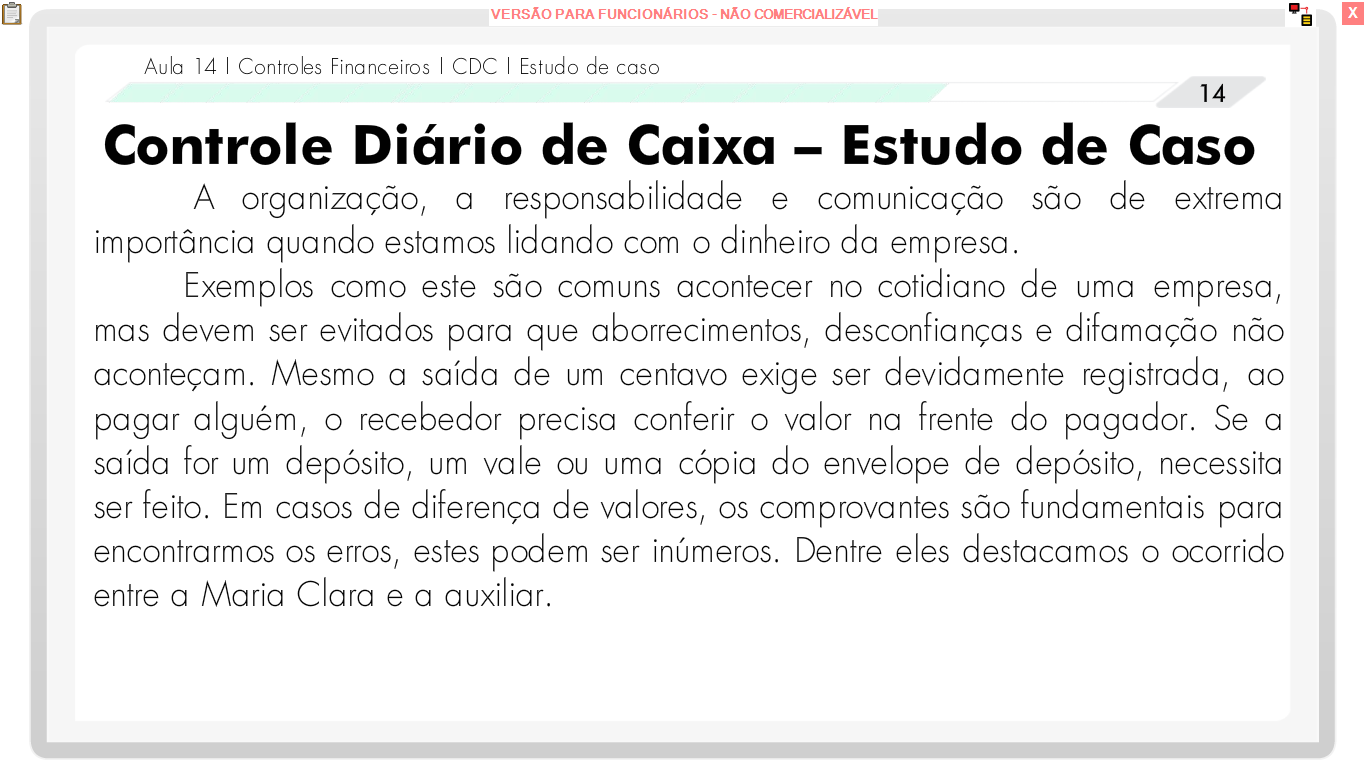 VERSÃO PARA FUNCIONÁRIOS - NÃO COMERCIALIZÁVEL
X
Aula 14 | Controles Financeiros | CDC | Estudo de caso
14
Controle Diário de Caixa – Estudo de Caso
A organização, a responsabilidade e comunicação são de extrema
importância quando estamos lidando com o dinheiro da empresa.
Exemplos como este são comuns acontecer no cotidiano de uma empresa,
mas devem ser evitados para que aborrecimentos, desconfianças e difamação não
aconteçam. Mesmo a saída de um centavo exige ser devidamente registrada, ao
pagar alguém, o recebedor precisa conferir o valor na frente do pagador. Se a
saída for um depósito, um vale ou uma cópia do envelope de depósito, necessita
ser feito. Em casos de diferença de valores, os comprovantes são fundamentais para
encontrarmos os erros, estes podem ser inúmeros. Dentre eles destacamos o ocorrido
entre a Maria Clara e a auxiliar.